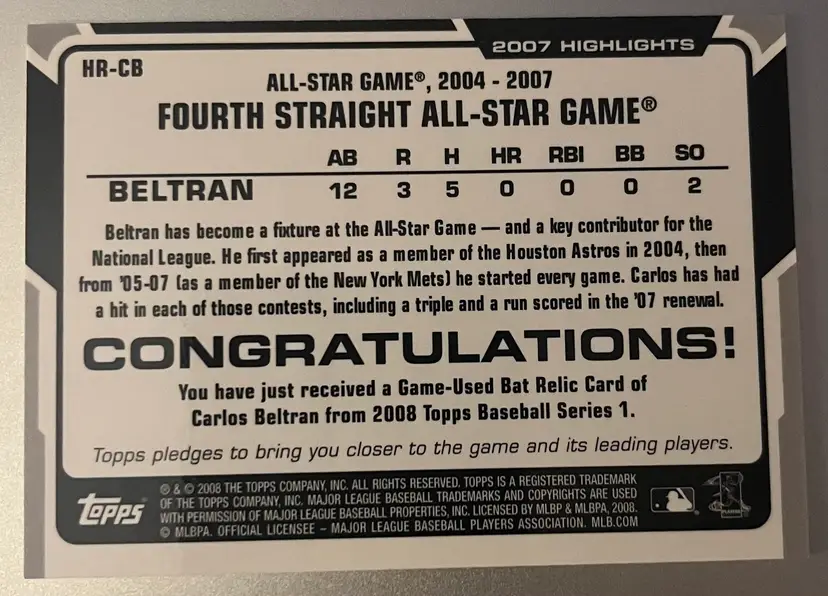 2007 HIGHLIGHTS
HR-CB
ALL-STAR GAME®, 2004 - 2007
FOURTH STRAIGHT ALL-STAR GAME®
AB R H HR RBI BB SO
BELTRAN 12 3 5 0 0 0 2
Beltran has become a fixture at the All-Star Game — and a key contributor for the
National League. He first appeared as a member of the Houston Astros in 2004, then
from '05-07 (as a member of the New York Mets) he started every game. Carlos has had
a hit in each of those contests, including a triple and a run scored in the '07 renewal.
CONGRATULATIONS!
You have just received a Game-Used Bat Relic Card of
Carlos Beltran from 2008 Topps Baseball Series 1.
Topps pledges to bring you closer to the game and its leading players.
Topps
® & © 2008 THE TOPPS COMPANY, INC. ALL RIGHTS RESERVED. TOPPS IS A REGISTERED TRADEMARK
OF THE TOPPS COMPANY, INC. MAJOR LEAGUE BASEBALL TRADEMARKS AND COPYRIGHTS ARE USED
WITH PERMISSION OF MAJOR LEAGUE BASEBALL PROPERTIES, INC. LICENSED BY MLBP & MLBPA, 2008.
© MLBPA. OFFICIAL LICENSEE – MAJOR LEAGUE BASEBALL PLAYERS ASSOCIATION. MLB.COM